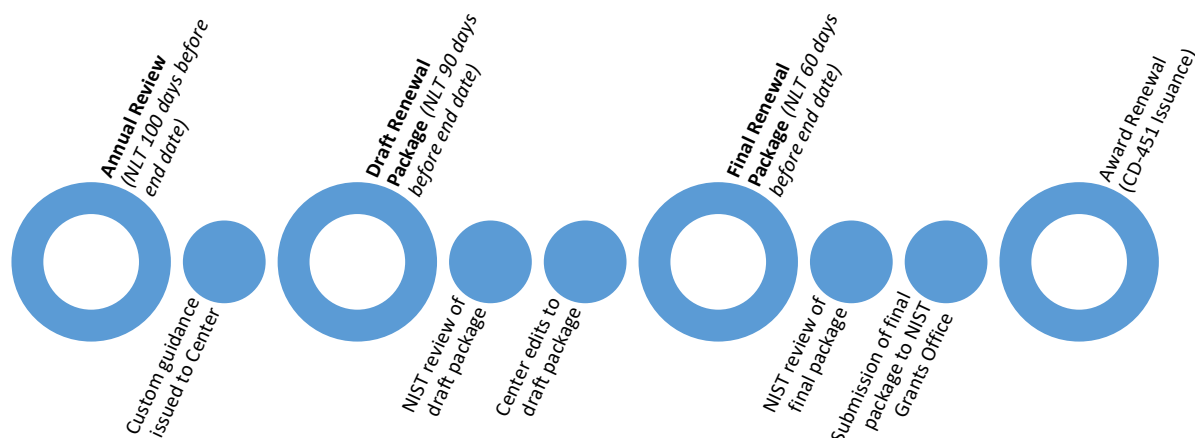 Annual Review
(NLT 100 days before
end date)
Custom guidance
issued to Center
Draft Renewal
Package (NLT 90 days
before end date)
NIST review of
draft package
Center edits to
draft package
Final Renewal
Package (NLT 60 days
before end date)
NIST review of
final package
Submission of final
package to NIST
Grants Office
Award Renewal
(CD-451 Issuance)